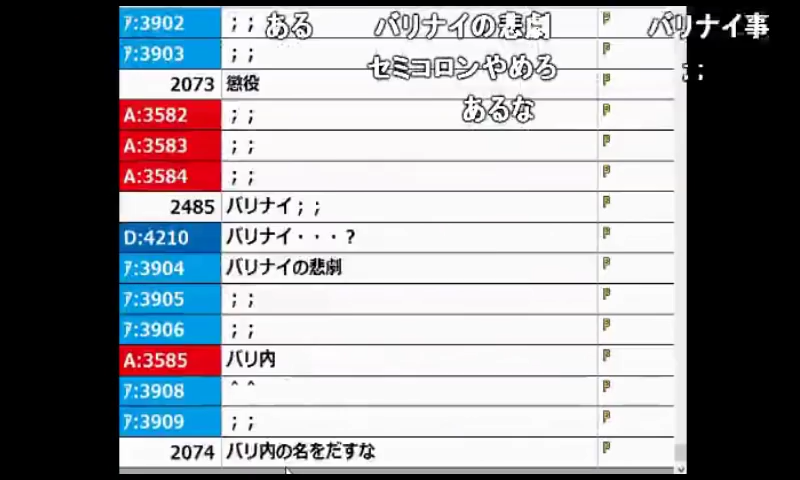 ｱ:3902 ；； ある バリナイの悲劇 バリナイ事
ｱ:3903 ；； セミコロンやめろ ；；
2073 懲役
あるな
A:3582 ；；
A:3583 ；；
A:3584 ；；
2485 バリナイ；；
D:4210 バリナイ・・・？
ｱ:3904 バリナイの悲劇
ｱ:3905 ；；
ｱ:3906 ；；
A:3585 バリ内
ｱ:3908 ＾＾
ｱ:3909 ；；
2074 バリ内の名をだすな